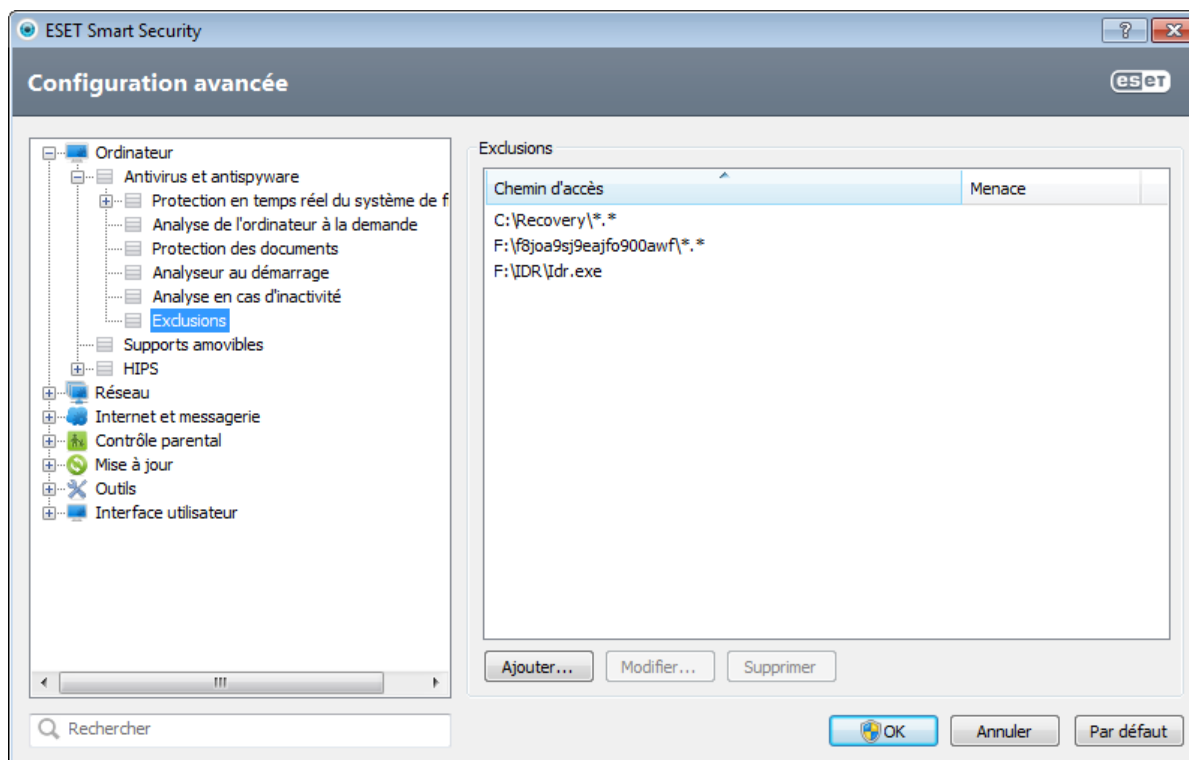 ESET Smart Security
Configuration avancée
eseT
Ordinateur
Antivirus et antispyware
Protection en temps réel du système de f
Analyse de l'ordinateur à la demande
Protection des documents
Analyseur au démarrage
Analyse en cas d'inactivité
Exclusions
Supports amovibles
HIPS
Réseau
Internet et messagerie
Contrôle parental
Mise à jour
Outils
Interface utilisateur
Rechercher
Exclusions
Chemin d'accès Menace
C:\Recovery\*.*
F:\f8joa9sj9eajfo900awf\*.*
F:\IDR\Idr.exe
Ajouter... Modifier... Supprimer
OK Annuler Par défaut